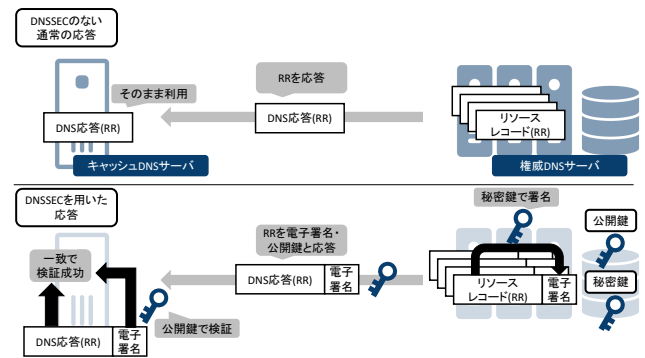 DNSSECのない
通常の応答
RRを応答
そのまま利用
DNS応答(RR)
DNS応答(RR)
リソース
レコード(RR)
キャッシュDNSサーバ
権威DNSサーバ
DNSSECを用いた
応答
秘密鍵で署名
公開鍵
RRを電子署名・
公開鍵と応答
一致で
検証成功
DNS応答(RR)
電子
署名
リソース
レコード(RR)
電子
署名
秘密鍵
公開鍵で検証
DNS応答(RR)
電子
署名